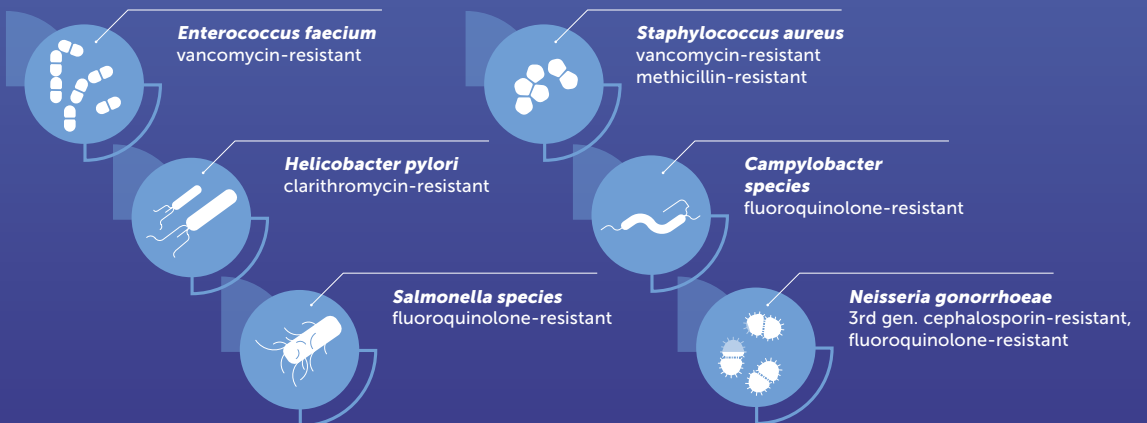 Enterococcus faecium
vancomycin-resistant
Staphylococcus aureus
vancomycin-resistant
methicillin-resistant
Helicobacter pylori
clarithromycin-resistant
Campylobacter
species
fluoroquinolone-resistant
Salmonella species
fluoroquinolone-resistant
Neisseria gonorrhoeae
3rd gen. cephalosporin-resistant,
fluoroquinolone-resistant